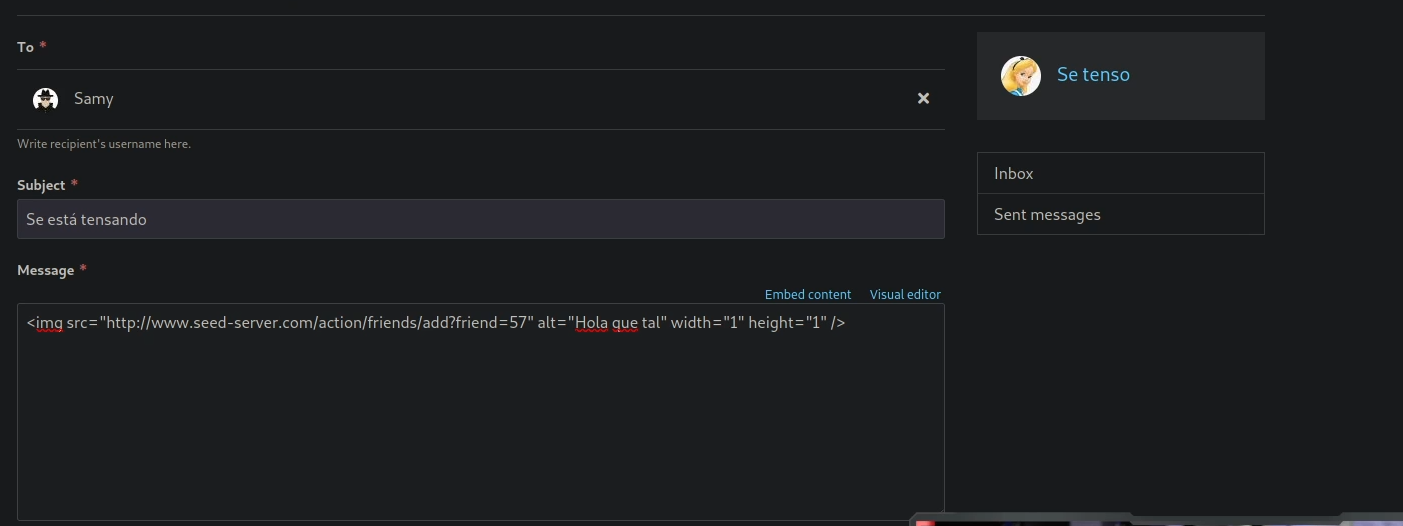 To *
Samy
Write recipient's username here.
Subject *
Se está tensando
Message *
Embed content Visual editor
<img src="http://www.seed-server.com/action/friends/add?friend=57" alt="Hola que tal" width="1" height="1" />
Se tenso
Inbox
Sent messages